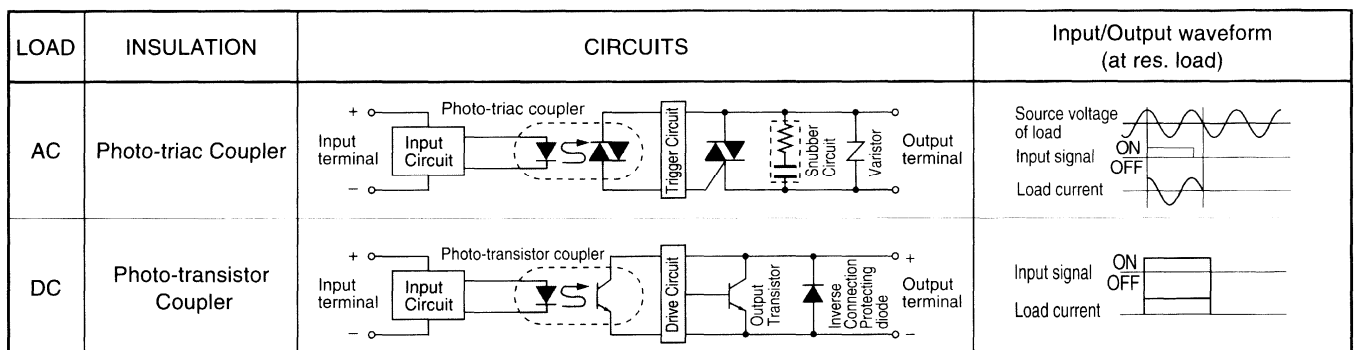 LOAD
INSULATION
CIRCUITS
Input/Output waveform
(at res. load)
AC
Photo-triac Coupler
Photo-triac coupler
+
Input
terminal
−
Input
Circuit
Trigger Circuit
Snubber
Circuit
Varistor
Output
terminal
Source voltage
of load
Input signal
ON
OFF
Load current
DC
Photo-transistor
Coupler
Photo-transistor coupler
+
Input
terminal
−
Input
Circuit
Drive Circuit
Output
Transistor
Inverse
Connection
Protecting
diode
+
Output
terminal
−
Input signal
ON
OFF
Load current